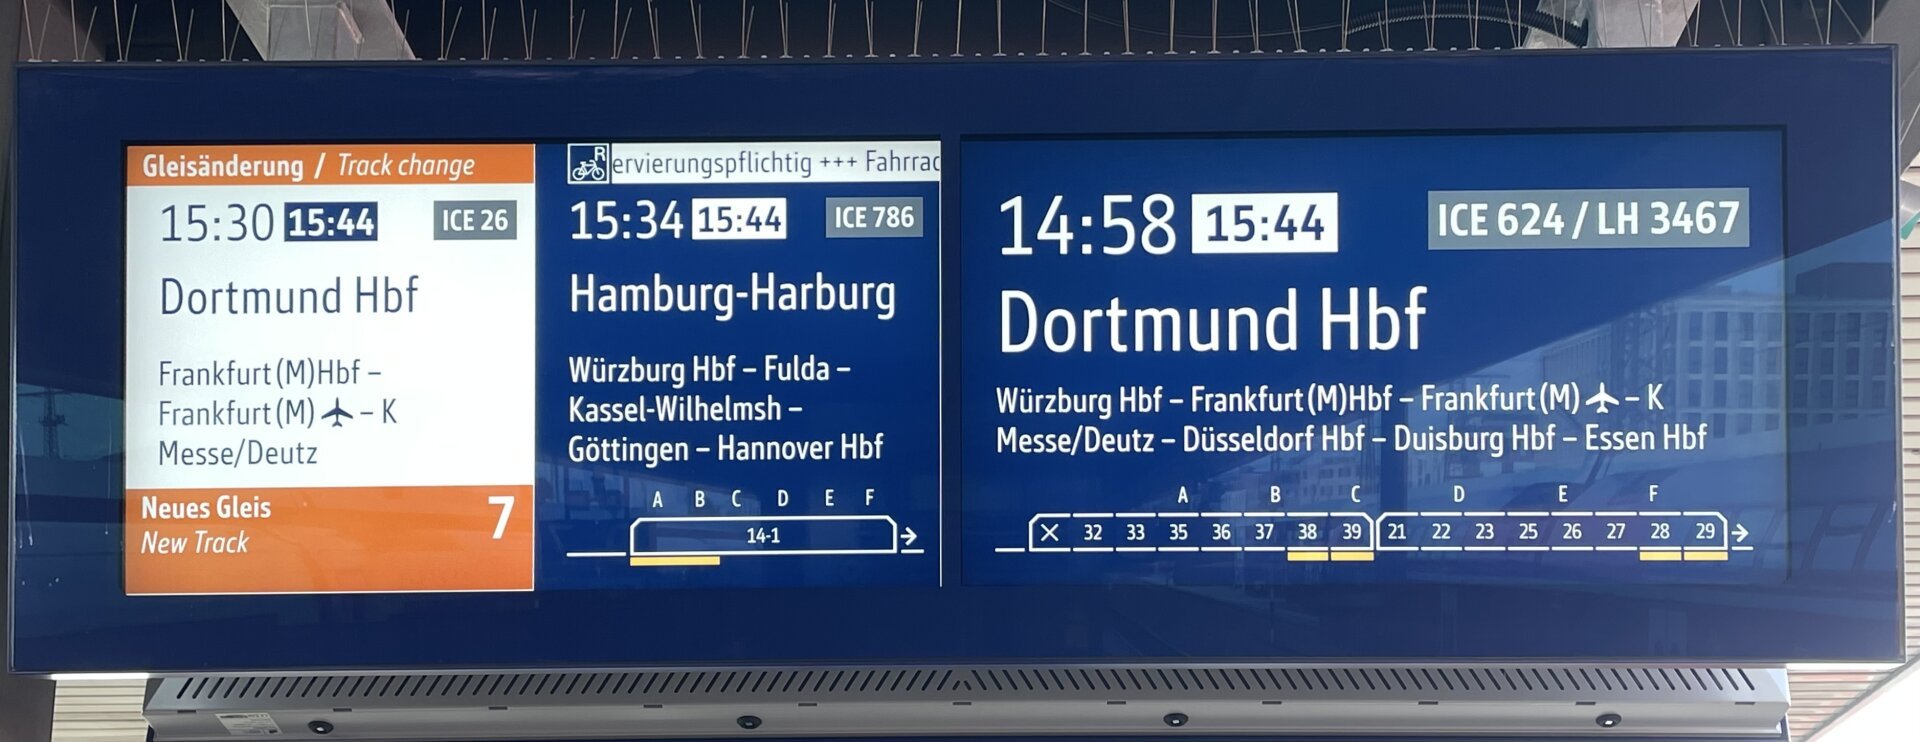 Gleisänderung / Track change
15:30 15:44 ICE 26
Dortmund Hbf
Frankfurt(M)Hbf –
Frankfurt(M) – K
Messe/Deutz
Neues Gleis 7
New Track
R ervierungspflichtig +++ Fahrrad
15:34 15:44 ICE 786
Hamburg-Harburg
Würzburg Hbf – Fulda –
Kassel-Wilhelmsh –
Göttingen – Hannover Hbf
A B C D E F
14-1
14:58 15:44 ICE 624 / LH 3467
Dortmund Hbf
Würzburg Hbf – Frankfurt(M)Hbf – Frankfurt(M) – K
Messe/Deutz – Düsseldorf Hbf – Duisburg Hbf – Essen Hbf
A B C D E F
32 33 35 36 37 38 39 21 22 23 25 26 27 28 29